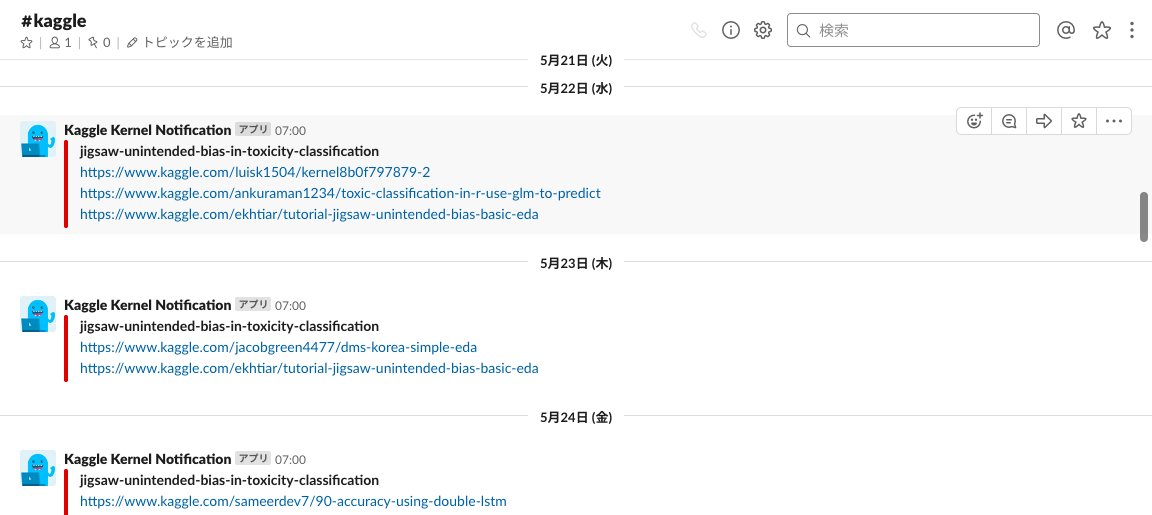 #kaggle
1 0 トピックを追加
検索
5月21日 (火)
5月22日 (水)
Kaggle Kernel Notification アプリ 07:00
jigsaw-unintended-bias-in-toxicity-classification
https://www.kaggle.com/luisk1504/kernel8b0f797879-2
https://www.kaggle.com/ankuraman1234/toxic-classification-in-r-use-glm-to-predict
https://www.kaggle.com/ekhtiar/tutorial-jigsaw-unintended-bias-basic-eda
5月23日 (木)
Kaggle Kernel Notification アプリ 07:00
jigsaw-unintended-bias-in-toxicity-classification
https://www.kaggle.com/jacobgreen4477/dms-korea-simple-eda
https://www.kaggle.com/ekhtiar/tutorial-jigsaw-unintended-bias-basic-eda
5月24日 (金)
Kaggle Kernel Notification アプリ 07:00
jigsaw-unintended-bias-in-toxicity-classification
https://www.kaggle.com/sameerdev7/90-accuracy-using-double-lstm